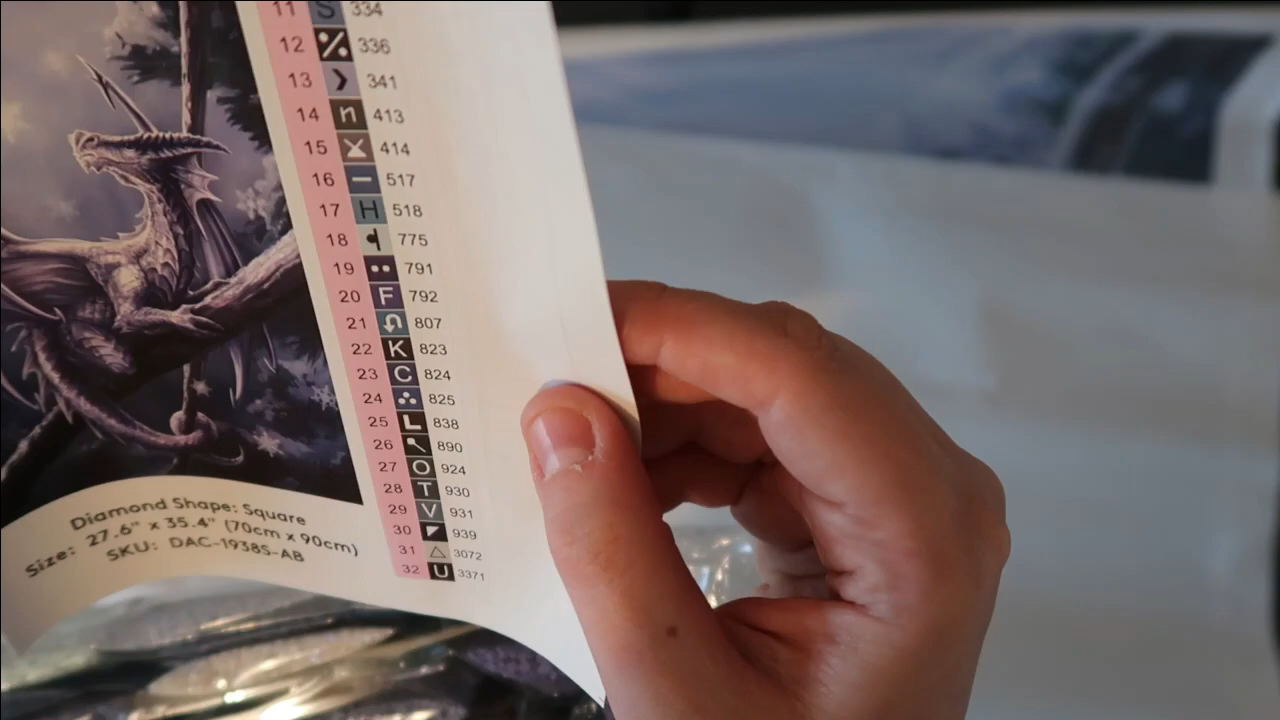 11 S 334
12 336
13 341
14 n 413
15 414
16 517
17 H 518
18 775
19 791
20 F 792
21 807
22 K 823
23 C 824
24 825
25 L 838
26 890
27 O 924
28 T 930
29 V 931
30 939
31 3072
32 U 3371
Diamond Shape: Square
Size: 27.6" x 35.4" (70cm x 90cm)
SKU: DAC-1938S-AB